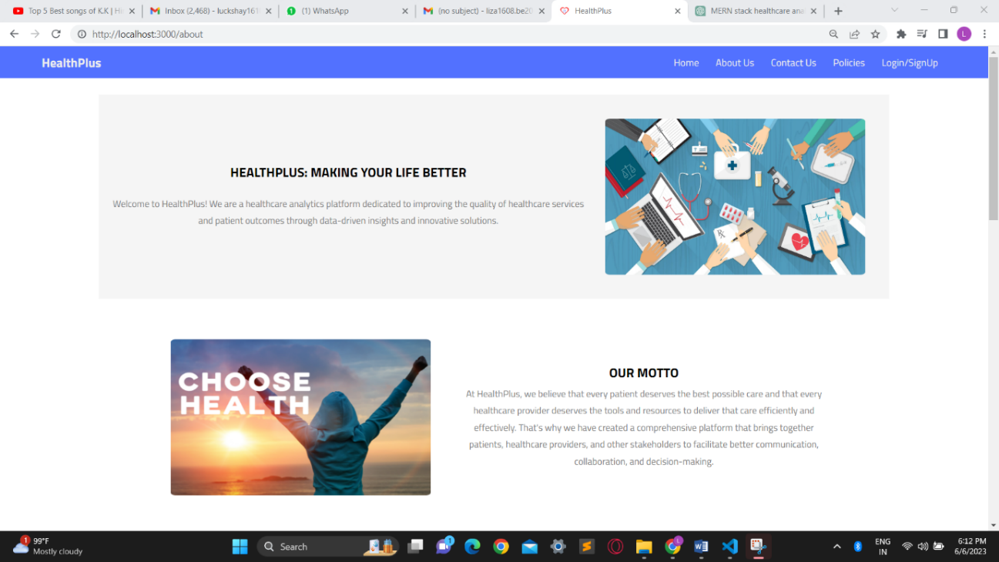 Top 5 Best songs of K.K | Hi
Inbox (2,468) - luckshay161
(1) WhatsApp
(no subject) - liza1608.be20
HealthPlus
MERN stack healthcare ana
http://localhost:3000/about
L
HealthPlus
Home
About Us
Contact Us
Policies
Login/SignUp
HEALTHPLUS: MAKING YOUR LIFE BETTER
Welcome to HealthPlus! We are a healthcare analytics platform dedicated to improving the quality of healthcare services
and patient outcomes through data-driven insights and innovative solutions.
CHOOSE
HEALTH
OUR MOTTO
At HealthPlus, we believe that every patient deserves the best possible care and that every
healthcare provider deserves the tools and resources to deliver that care efficiently and
effectively. That's why we have created a comprehensive platform that brings together
patients, healthcare providers, and other stakeholders to facilitate better communication,
collaboration, and decision-making.
1
99°F
Mostly cloudy
Search
1
L
ENG
IN
6:12 PM
6/6/2023